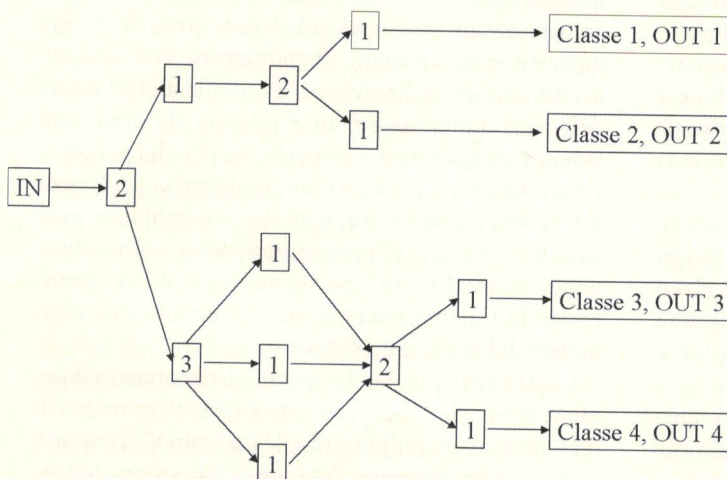 1
Classe 1, OUT 1
1
2
1
Classe 2, OUT 2
IN
2
1
1
Classe 3, OUT 3
3
1
2
1
Classe 4, OUT 4
1